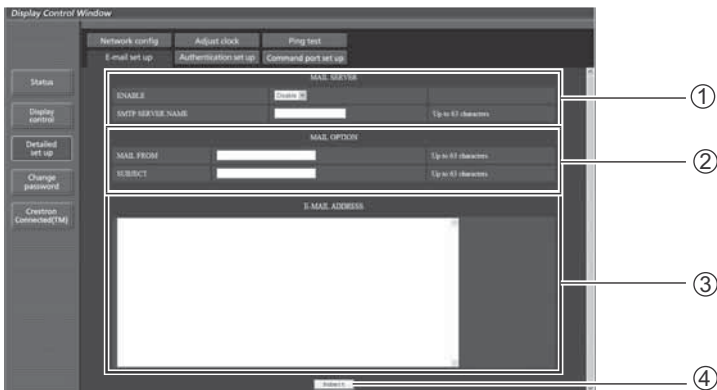 Display Control Window
Network config Adjust clock Ping test
E-mail set up Authentication set up Command port set up
Status
Display
control
Detailed
set up
Change
password
Crestron
Connected(TM)
MAIL SERVER
ENABLE Disable
SMTP SERVER NAME Up to 63 characters
①
MAIL OPTION
MAIL FROM Up to 63 characters
SUBJECT Up to 63 characters
②
E-MAIL ADDRESS
③
Submit
④